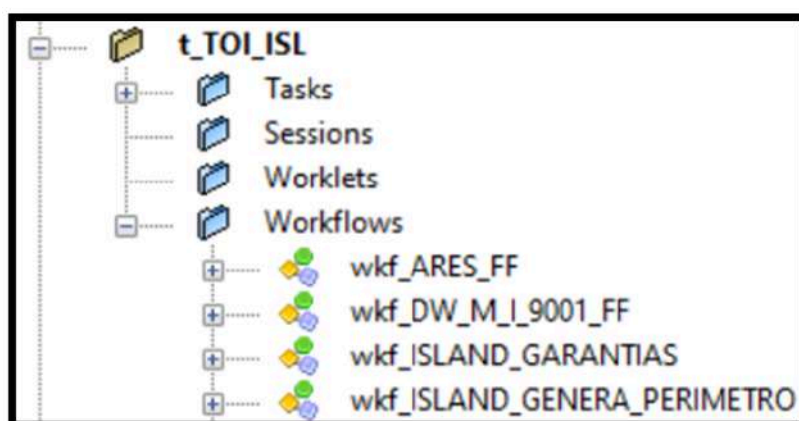 t_TOI_ISL
Tasks
Sessions
Worklets
Workflows
wkf_ARES_FF
wkf_DW_M_I_9001_FF
wkf_ISLAND_GARANTIAS
wkf_ISLAND_GENERA_PERIMETRO